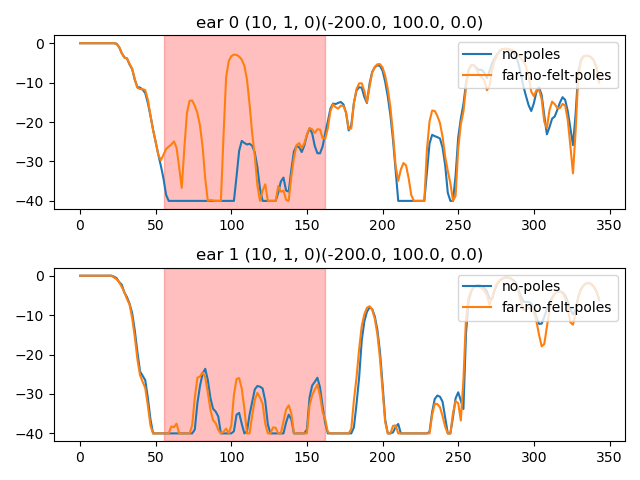 ear 0 (10, 1, 0)(-200.0, 100.0, 0.0)
0
−10
−20
−30
−40
no-poles
far-no-felt-poles
0 50 100 150 200 250 300 350
ear 1 (10, 1, 0)(-200.0, 100.0, 0.0)
0
−10
−20
−30
−40
no-poles
far-no-felt-poles
0 50 100 150 200 250 300 350